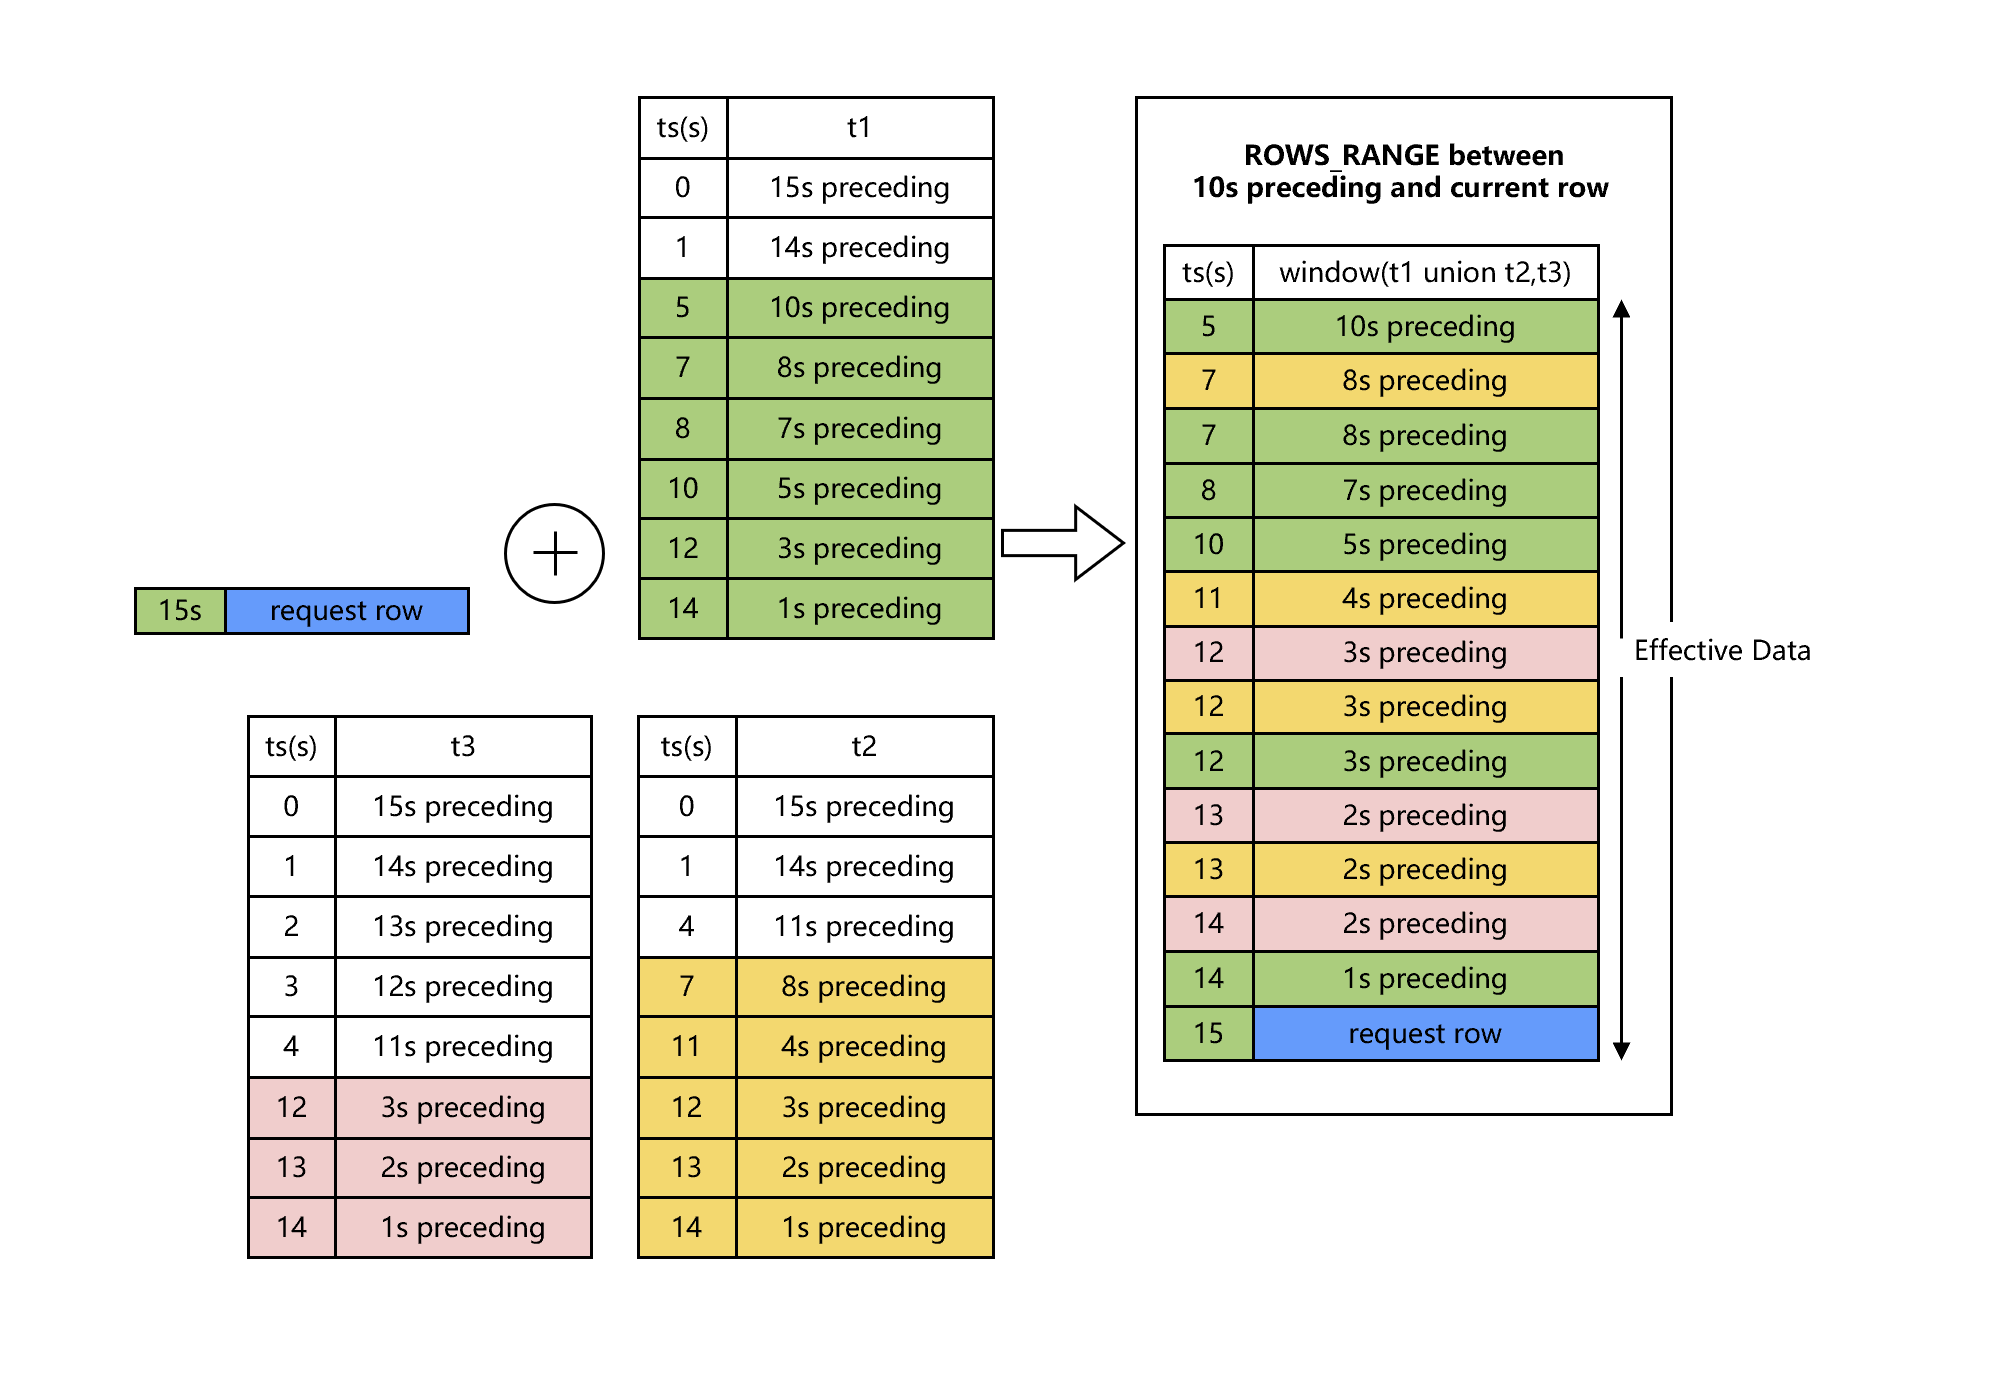 15s request row
ts(s) t1
0 15s preceding
1 14s preceding
5 10s preceding
7 8s preceding
8 7s preceding
10 5s preceding
12 3s preceding
14 1s preceding
ts(s) t3
0 15s preceding
1 14s preceding
2 13s preceding
3 12s preceding
4 11s preceding
12 3s preceding
13 2s preceding
14 1s preceding
ts(s) t2
0 15s preceding
1 14s preceding
4 11s preceding
7 8s preceding
11 4s preceding
12 3s preceding
13 2s preceding
14 1s preceding
ROWS_RANGE between
10s preceding and current row
ts(s) window(t1 union t2,t3)
5 10s preceding
7 8s preceding
7 8s preceding
8 7s preceding
10 5s preceding
11 4s preceding
12 3s preceding
12 3s preceding
12 3s preceding
13 2s preceding
13 2s preceding
14 2s preceding
14 1s preceding
15 request row
Effective Data